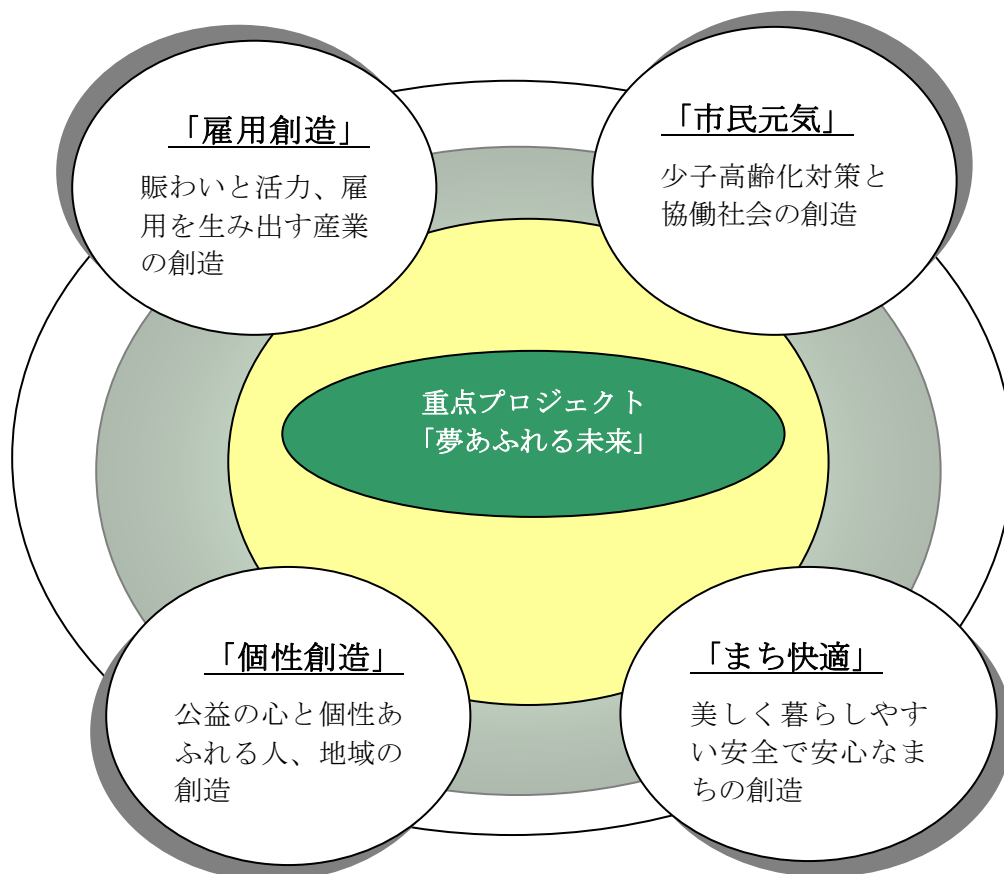 「雇用創造」
賑わいと活力、雇
用を生み出す産業
の創造
「市民元気」
少子高齢化対策と
協働社会の創造
重点プロジェクト
「夢あふれる未来」
「個性創造」
公益の心と個性あ
ふれる人、地域の
創造
「まち快適」
美しく暮らしやす
い安全で安心なま
ちの創造